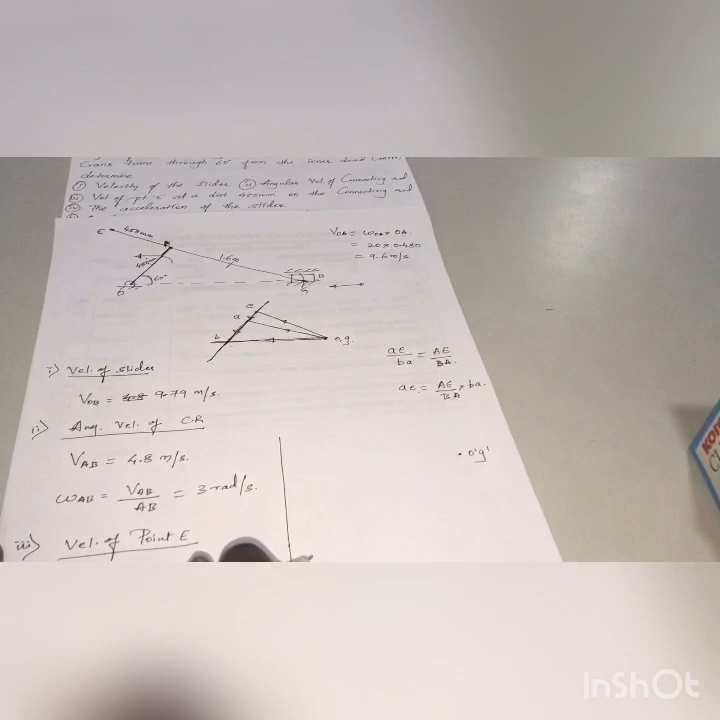 Crank turns through 60° from the inner dead centre,
determine
i) Velocity of the slider ii) Angular Vel of Connecting rod
iii) Vel of pt E at a dist 450mm on the Connecting rod
iv) The acceleration of the slider
E 450mm
480mm
1.6m
60°
O
B
G
VOA = WOA × OA
= 20 × 0.480
= 9.6 m/s
e
a
b
o,g.
ae/ba = AE/BA.
ae = AE/BA × ba.
i) Vel. of slider
VOB = 9.79 m/s.
ii) Ang. Vel. of C.R
VAB = 4.8 m/s.
ωAB = VAB/AB = 3 rad/s.
• o'g'
iii) Vel. of Point E
InShOt